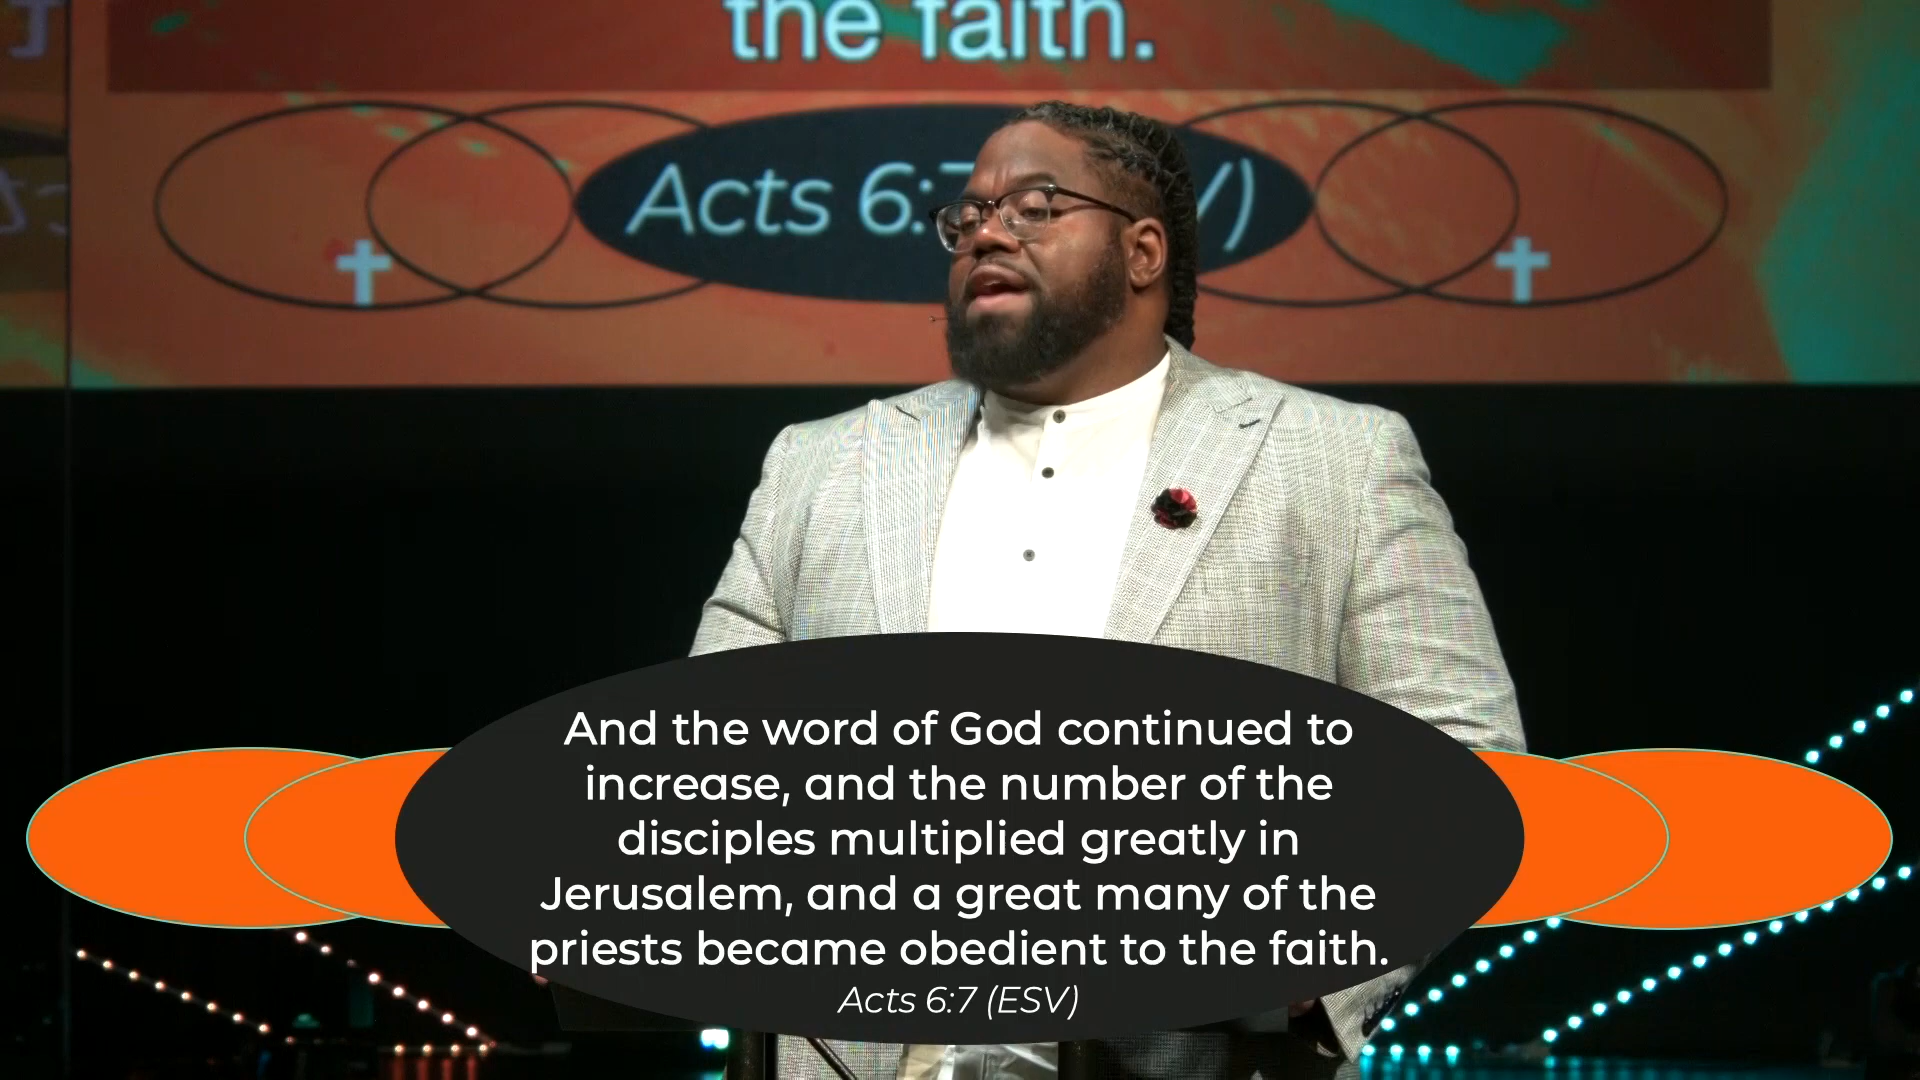 the faith.
Acts 6:7
V)
And the word of God continued to
increase, and the number of the
disciples multiplied greatly in
Jerusalem, and a great many of the
priests became obedient to the faith.
Acts 6:7 (ESV)